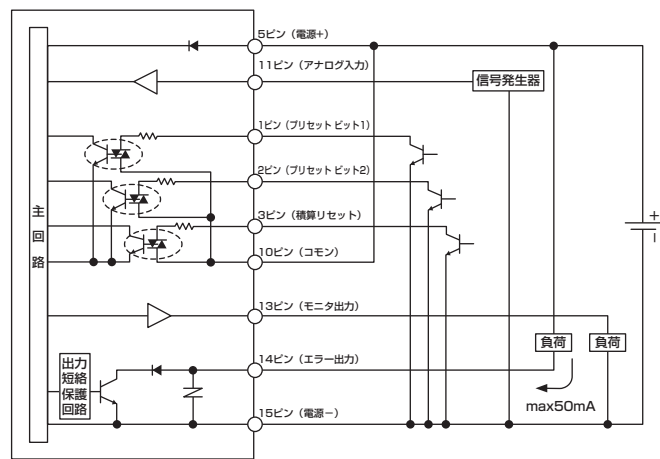 5ピン（電源+）
11ピン（アナログ入力）
信号発生器
1ピン（プリセット ビット1）
2ピン（プリセット ビット2）
3ピン（積算リセット）
10ピン（コモン）
主回路
+
−
13ピン（モニタ出力）
負荷
負荷
14ピン（エラー出力）
出力
短絡
保護
回路
max50mA
15ピン（電源−）